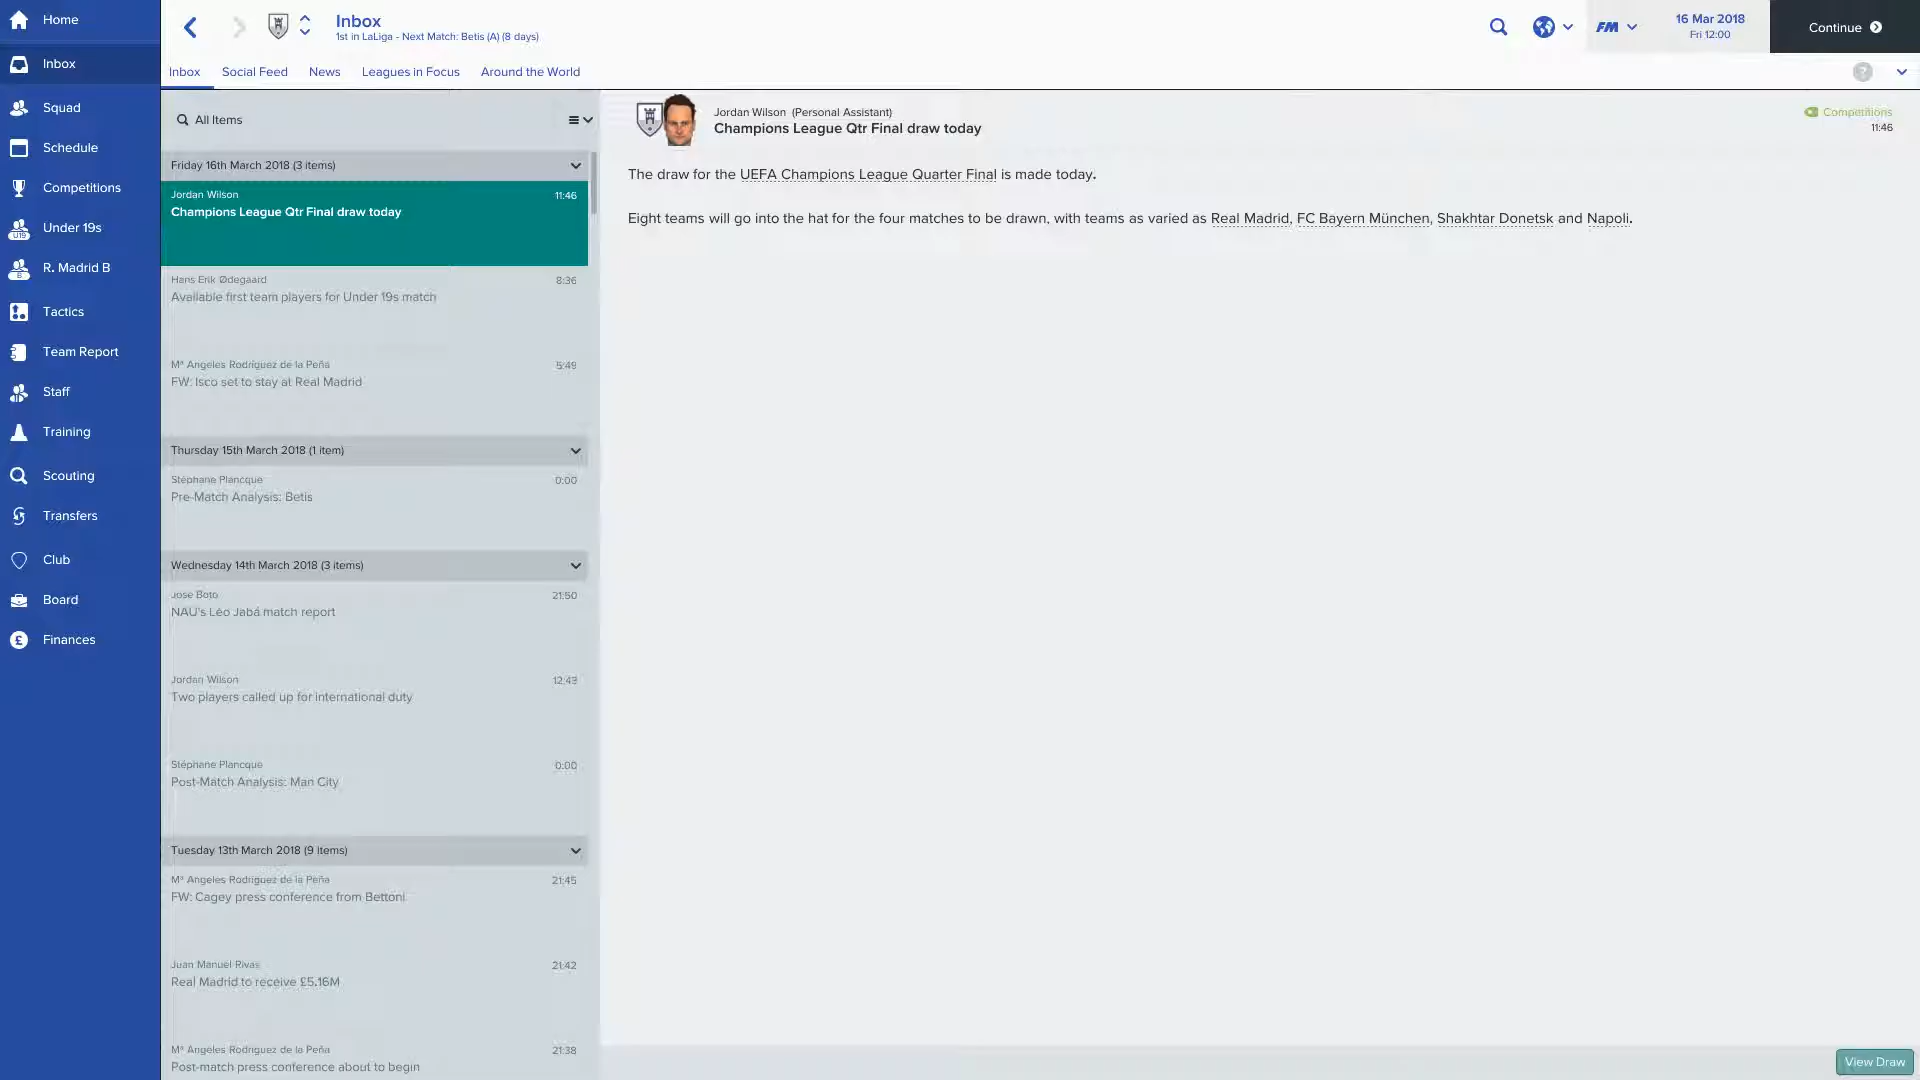 Home
Inbox
Squad
Schedule
Competitions
Under 19s
R. Madrid B
Tactics
Team Report
Staff
Training
Scouting
Transfers
Club
Board
Finances
Inbox
1st in LaLiga - Next Match: Betis (A) (8 days)
FM
16 Mar 2018
Fri 12:00
Continue
Inbox
Social Feed
News
Leagues in Focus
Around the World
All Items
Friday 16th March 2018 (3 items)
Jordan Wilson 11:46
Champions League Qtr Final draw today
Hans Erik Ødegaard 8:36
Available first team players for Under 19s match
Mª Angeles Rodríguez de la Peña 5:49
FW: Isco set to stay at Real Madrid
Thursday 15th March 2018 (1 item)
Stéphane Plancque 0:00
Pre-Match Analysis: Betis
Wednesday 14th March 2018 (3 items)
José Boto 21:50
NAU's Léo Jabá match report
Jordan Wilson 12:43
Two players called up for international duty
Stéphane Plancque 0:00
Post-Match Analysis: Man City
Tuesday 13th March 2018 (9 items)
Mª Angeles Rodríguez de la Peña 21:45
FW: Cagey press conference from Bettoni
Juan Manuel Rivas 21:42
Real Madrid to receive £5.16M
Mª Angeles Rodríguez de la Peña 21:38
Post-match press conference about to begin
Jordan Wilson (Personal Assistant)
Champions League Qtr Final draw today
Competitions
11:46
The draw for the UEFA Champions League Quarter Final is made today.
Eight teams will go into the hat for the four matches to be drawn, with teams as varied as Real Madrid, FC Bayern München, Shakhtar Donetsk and Napoli.
View Draw